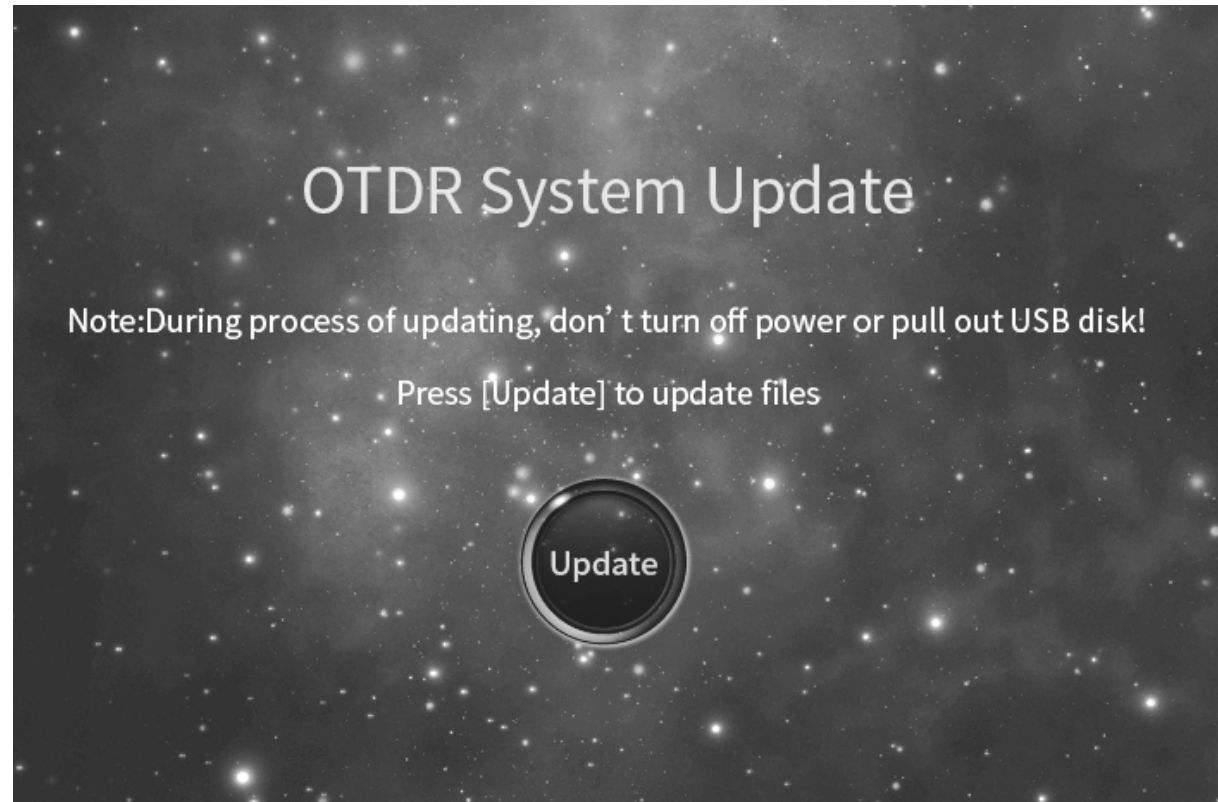 OTDR System Update
Note:During process of updating, don’ t turn off power or pull out USB disk!
Press [Update] to update files
Update